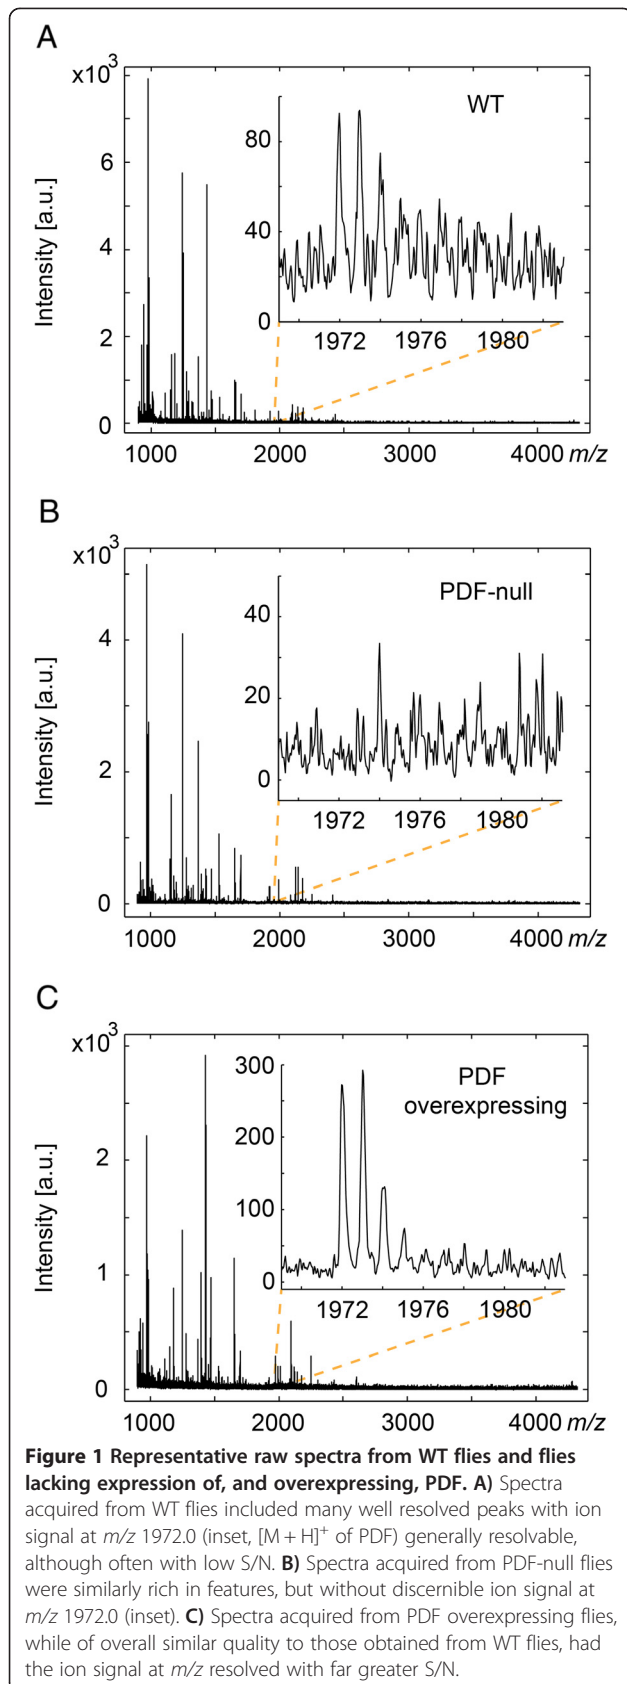 A
x10³
WT
80
40
0
1972 1976 1980
6
4
2
0
Intensity [a.u.]
1000 2000 3000 4000 m/z
B
x10³
PDF-null
40
20
0
1972 1976 1980
4
2
0
Intensity [a.u.]
1000 2000 3000 4000 m/z
C
x10³
PDF
overexpressing
300
200
100
0
1972 1976 1980
2
1
0
Intensity [a.u.]
1000 2000 3000 4000 m/z
Figure 1 Representative raw spectra from WT flies and flies
lacking expression of, and overexpressing, PDF. A) Spectra
acquired from WT flies included many well resolved peaks with ion
signal at m/z 1972.0 (inset, [M + H]⁺ of PDF) generally resolvable,
although often with low S/N. B) Spectra acquired from PDF-null flies
were similarly rich in features, but without discernible ion signal at
m/z 1972.0 (inset). C) Spectra acquired from PDF overexpressing flies,
while of overall similar quality to those obtained from WT flies, had
the ion signal at m/z resolved with far greater S/N.